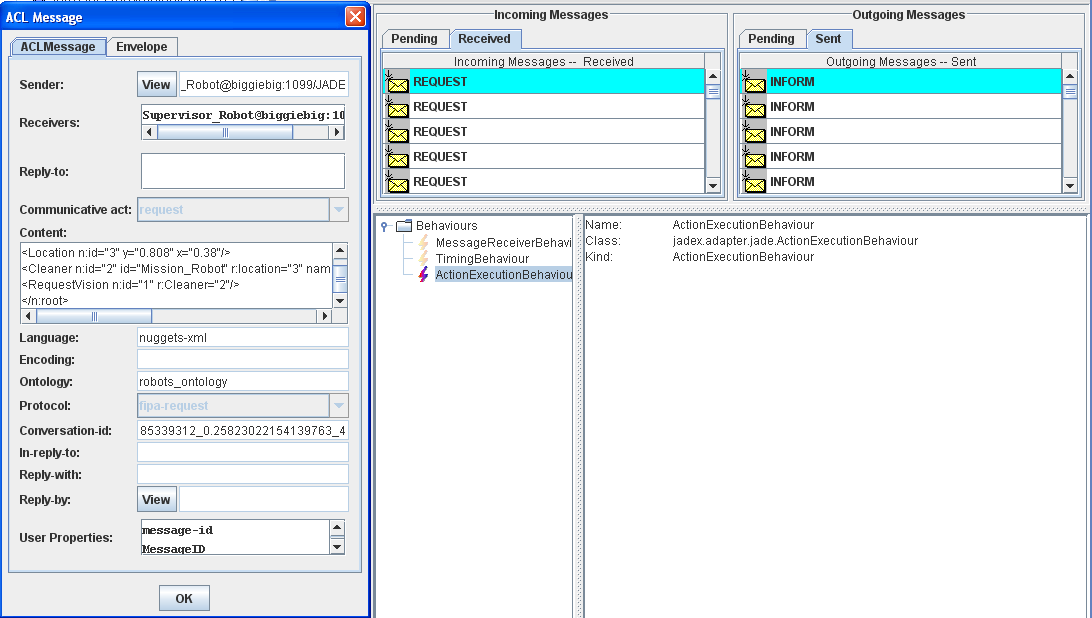 ACL Message
ACLMessage
Envelope
Sender:
View
_Robot@biggiebig:1099/JADE
Receivers:
Supervisor_Robot@biggiebig:10
Reply-to:
Communicative act:
request
Content:
<Location n:id="3" y="0.808" x="0.38"/>
<Cleaner n:id="2" id="Mission_Robot" r:location="3" nam
<RequestVision n:id="1" r:Cleaner="2"/>
</n:root>
Language:
nuggets-xml
Encoding:
Ontology:
robots_ontology
Protocol:
fipa-request
Conversation-id:
85339312_0.25823022154139763_4
In-reply-to:
Reply-with:
Reply-by:
View
User Properties:
message-id
MessageID
OK
Incoming Messages
Pending
Received
Incoming Messages -- Received
REQUEST
REQUEST
REQUEST
REQUEST
REQUEST
Outgoing Messages
Pending
Sent
Outgoing Messages -- Sent
INFORM
INFORM
INFORM
INFORM
INFORM
Behaviours
MessageReceiverBehavi
TimingBehaviour
ActionExecutionBehaviou
Name: ActionExecutionBehaviour
Class: jadex.adapter.jade.ActionExecutionBehaviour
Kind: ActionExecutionBehaviour